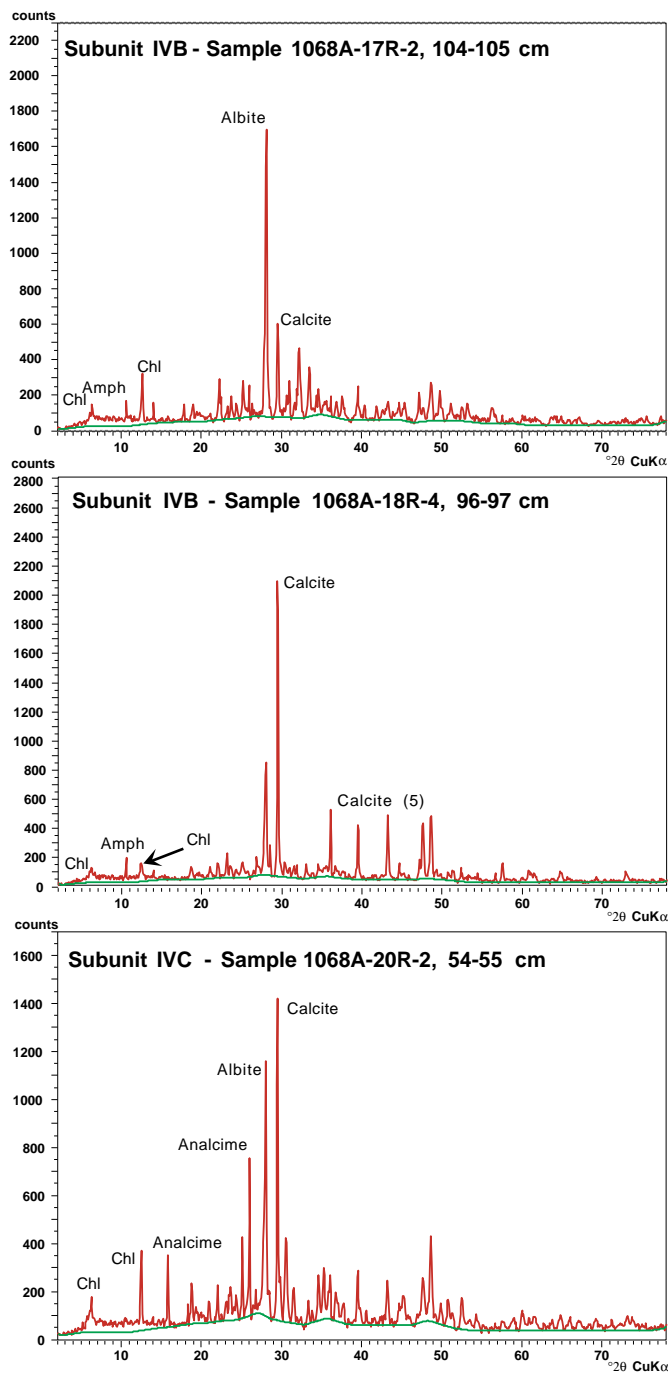 counts
2200
2000
1800
1600
1400
1200
1000
800
600
400
200
0
Subunit IVB - Sample 1068A-17R-2, 104-105 cm
Albite
Calcite
Chl
Amph
Chl
10 20 30 40 50 60 70
°2θ CuKα
counts
2800
2600
2400
2200
2000
1800
1600
1400
1200
1000
800
600
400
200
0
Subunit IVB - Sample 1068A-18R-4, 96-97 cm
Calcite
Calcite (5)
Chl
Amph
Chl
10 20 30 40 50 60 70
°2θ CuKα
counts
1600
1400
1200
1000
800
600
400
200
0
Subunit IVC - Sample 1068A-20R-2, 54-55 cm
Calcite
Albite
Analcime
Analcime
Chl
Chl
10 20 30 40 50 60 70
°2θ CuKα